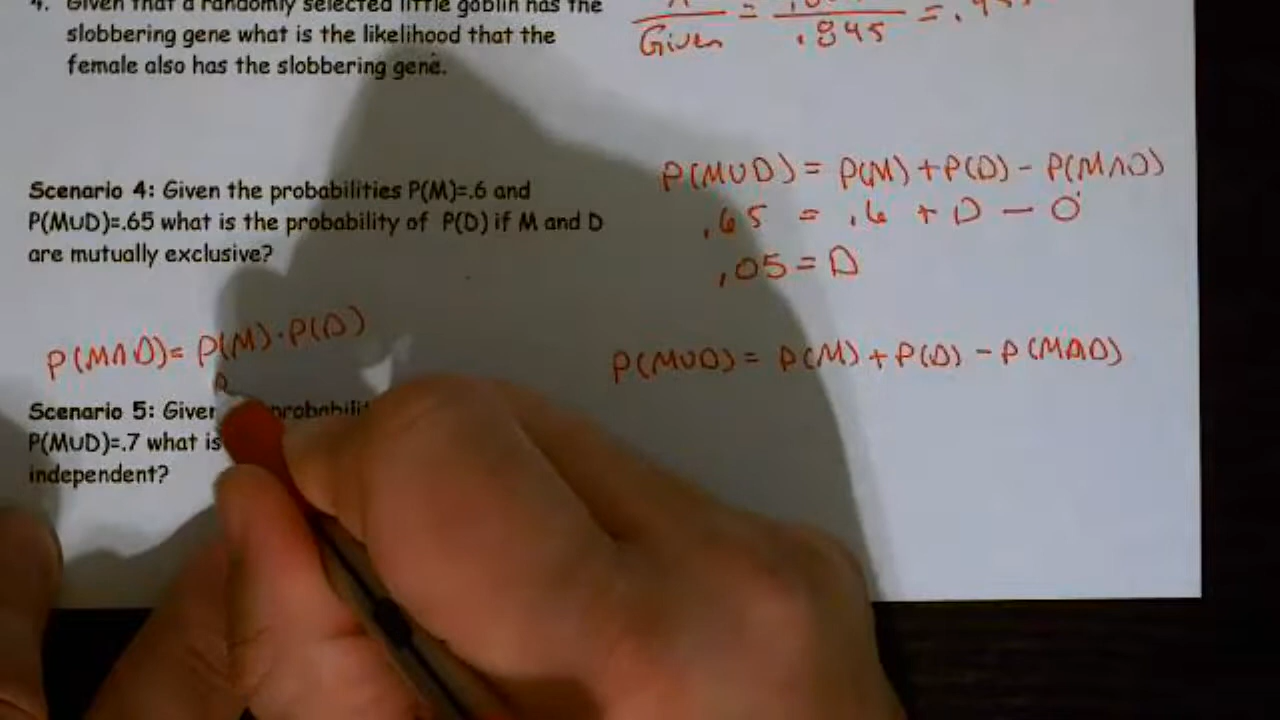 4. Given that a randomly selected little goblin has the
slobbering gene what is the likelihood that the
female also has the slobbering gene.
Given = .845 =
Scenario 4: Given the probabilities P(M)=.6 and
P(M∪D)=.65 what is the probability of P(D) if M and D
are mutually exclusive?
P(M∪D) = P(M) + P(D) - P(M∩D)
.65 = .6 + D - 0
.05 = D
P(M∩D) = P(M) · P(D)
P(M∪D) = P(M) + P(D) - P(M∩D)
Scenario 5:
P(M∪D)=.7 what is
independent?